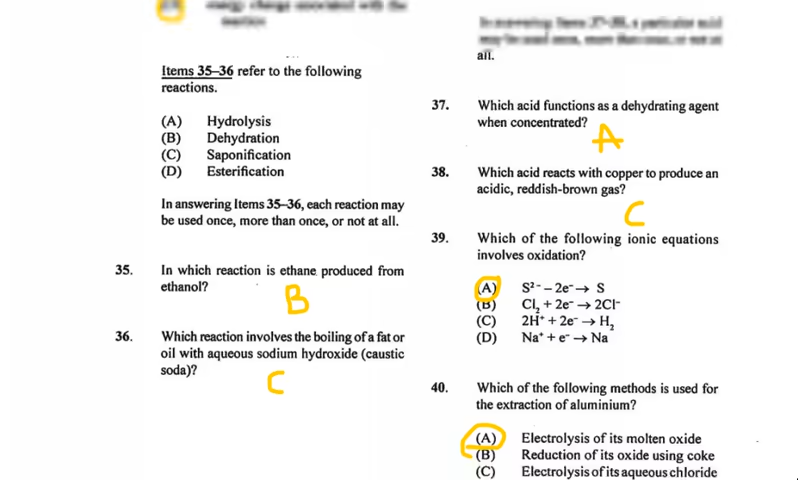 Items 35–36 refer to the following
reactions.
(A) Hydrolysis
(B) Dehydration
(C) Saponification
(D) Esterification
In answering Items 35–36, each reaction may
be used once, more than once, or not at all.
35. In which reaction is ethane produced from
ethanol?
B
36. Which reaction involves the boiling of a fat or
oil with aqueous sodium hydroxide (caustic
soda)?
C
all.
37. Which acid functions as a dehydrating agent
when concentrated?
A
38. Which acid reacts with copper to produce an
acidic, reddish-brown gas?
C
39. Which of the following ionic equations
involves oxidation?
(A) S²⁻ – 2e⁻ → S
(B) Cl₂ + 2e⁻ → 2Cl⁻
(C) 2H⁺ + 2e⁻ → H₂
(D) Na⁺ + e⁻ → Na
40. Which of the following methods is used for
the extraction of aluminium?
(A) Electrolysis of its molten oxide
(B) Reduction of its oxide using coke
(C) Electrolysis of its aqueous chloride